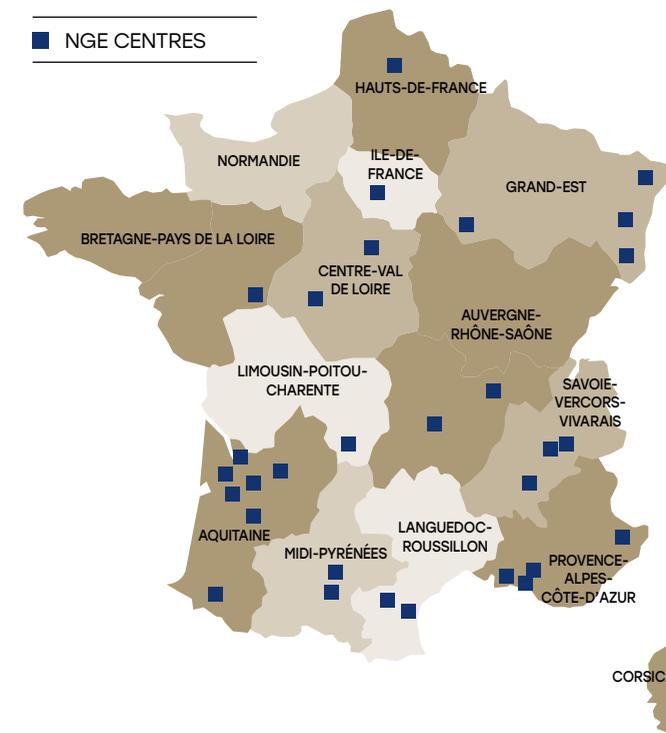 NGE CENTRES
HAUTS-DE-FRANCE
NORMANDIE
ILE-DE-
FRANCE
GRAND-EST
BRETAGNE-PAYS DE LA LOIRE
CENTRE-VAL
DE LOIRE
AUVERGNE-
RHÔNE-SAÔNE
LIMOUSIN-POITOU-
CHARENTE
SAVOIE-
VERCORS-
VIVARAIS
AQUITAINE
MIDI-PYRÉNÉES
LANGUEDOC-
ROUSSILLON
PROVENCE-
ALPES-
CÔTE-D'AZUR
CORSIC